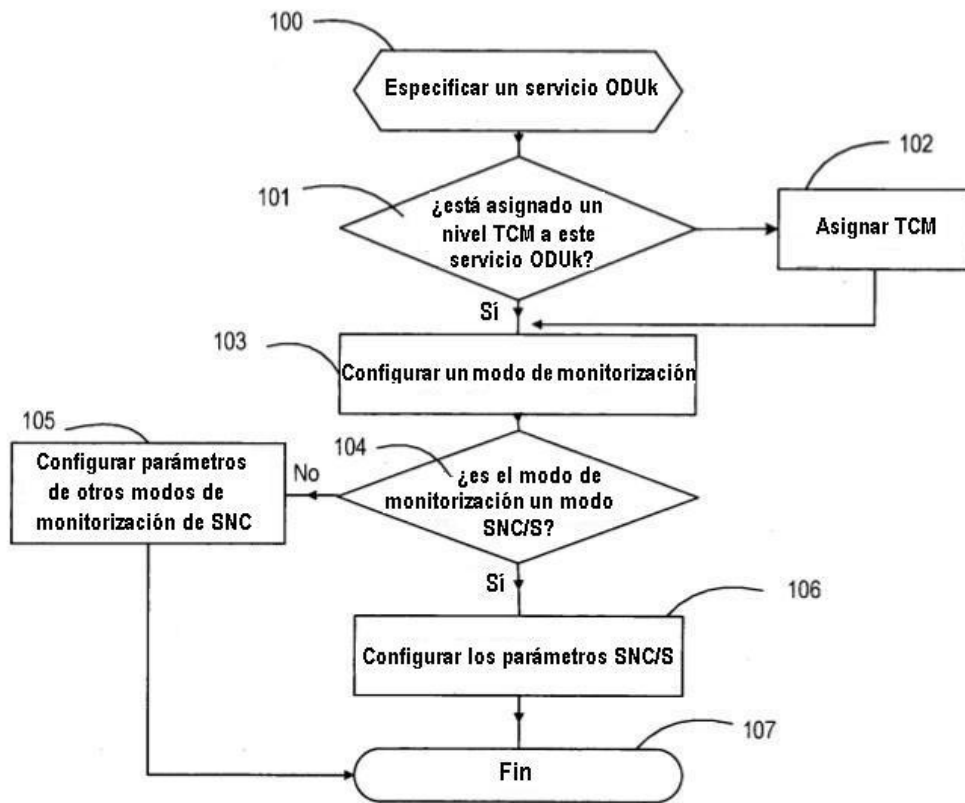 100
Especificar un servicio ODUk
101
¿está asignado un
nivel TCM a este
servicio ODUk?
102
Asignar TCM
Sí
103
Configurar un modo de monitorización
104
¿es el modo de
monitorización un modo
SNC/S?
105
Configurar parámetros
de otros modos de
monitorización de SNC
No
Sí
106
Configurar los parámetros SNC/S
107
Fin